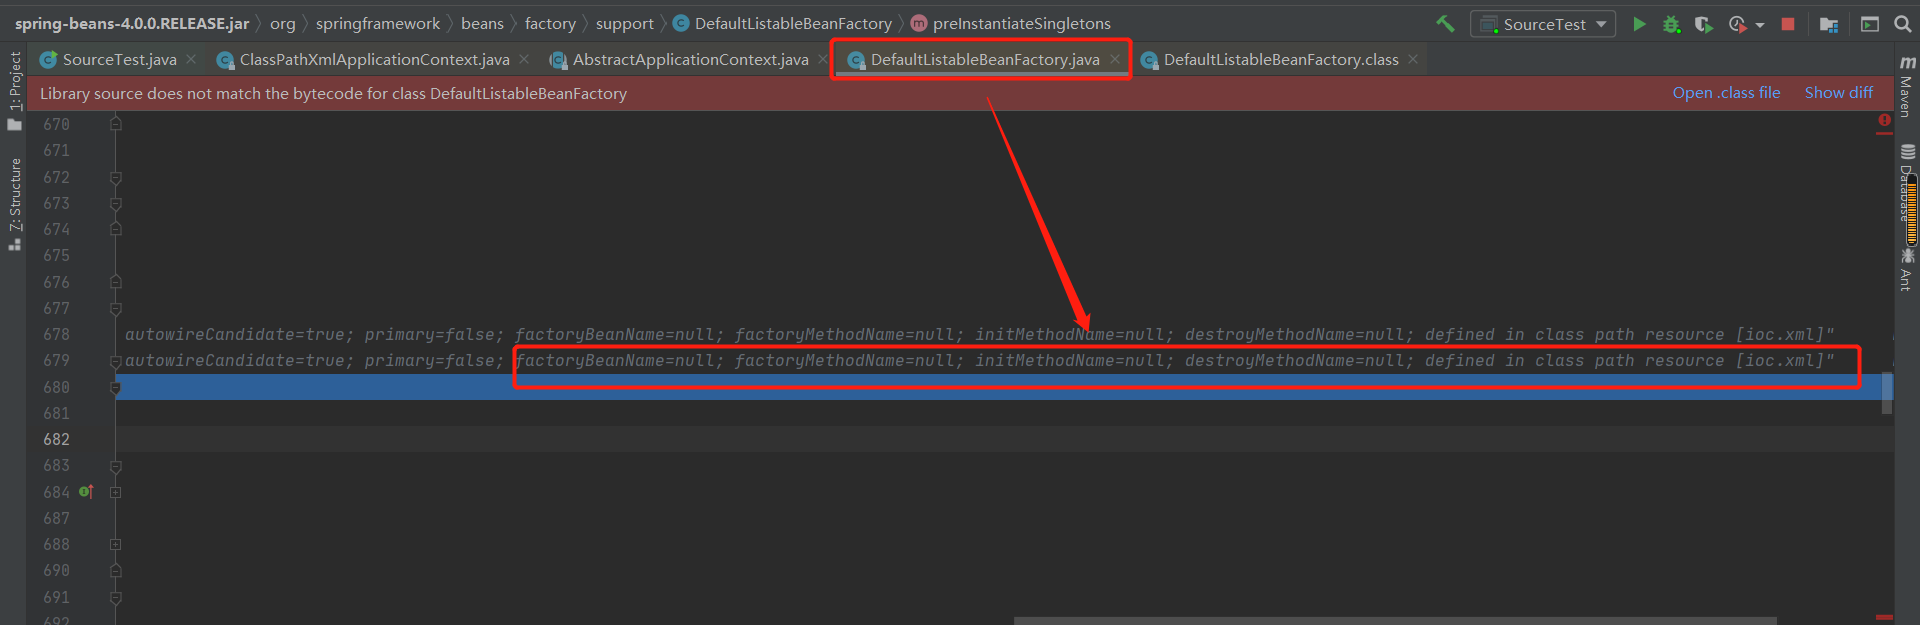 spring-beans-4.0.0.RELEASE.jar org springframework beans factory support DefaultListableBeanFactory preInstantiateSingletons SourceTest
SourceTest.java ClassPathXmlApplicationContext.java AbstractApplicationContext.java DefaultListableBeanFactory.java DefaultListableBeanFactory.class
Library source does not match the bytecode for class DefaultListableBeanFactory Open .class file Show diff
1: Project
7: Structure
670
671
672
673
674
675
676
677
678 autowireCandidate=true; primary=false; factoryBeanName=null; factoryMethodName=null; initMethodName=null; destroyMethodName=null; defined in class path resource [ioc.xml]"
679 autowireCandidate=true; primary=false; factoryBeanName=null; factoryMethodName=null; initMethodName=null; destroyMethodName=null; defined in class path resource [ioc.xml]"
680
681
682
683
684
687
688
690
691
692
Maven
Database
Ant